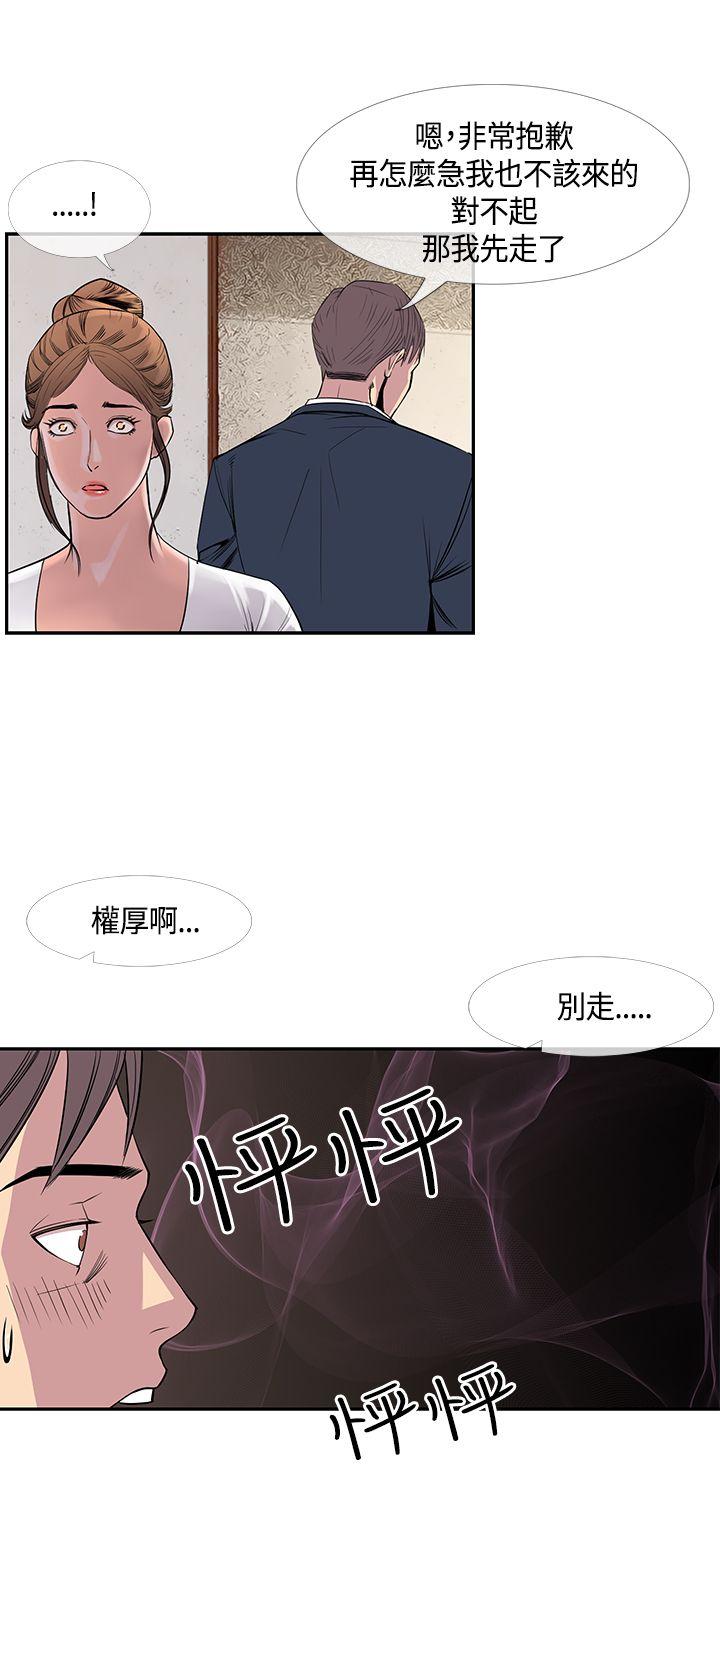 .....!
嗯，非常抱歉
再怎麼急我也不該來的
對不起
那我先走了
權厚啊...
別走.....
怦怦
怦怦